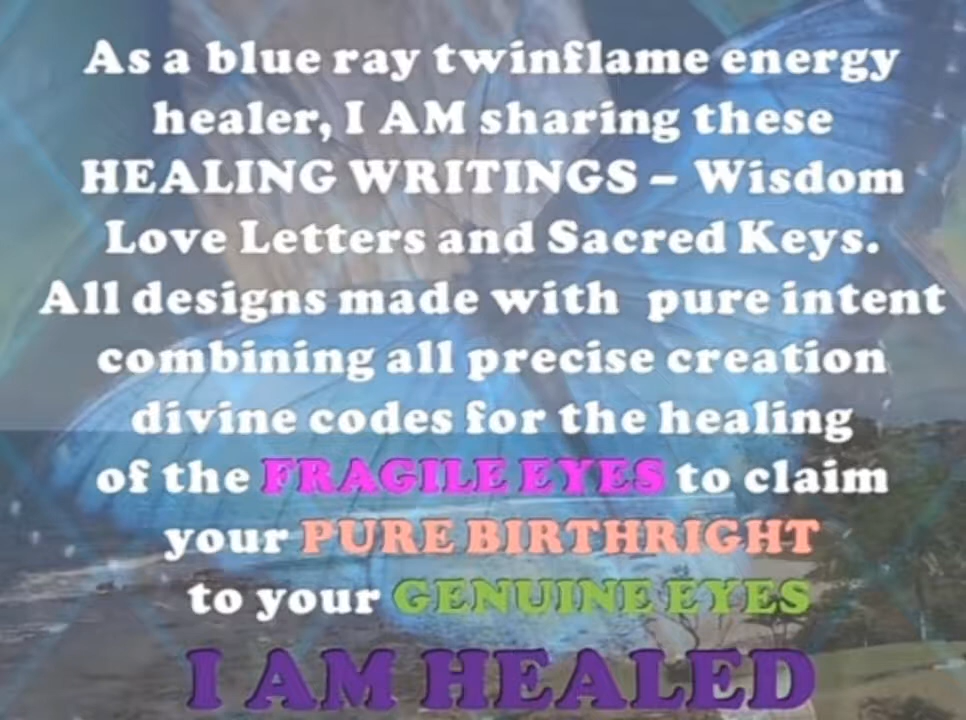 As a blue ray twinflame energy
healer, I AM sharing these
HEALING WRITINGS – Wisdom
Love Letters and Sacred Keys.
All designs made with pure intent
combining all precise creation
divine codes for the healing
of the FRAGILE EYES to claim
your PURE BIRTHRIGHT
to your GENUINE EYES
I AM HEALED